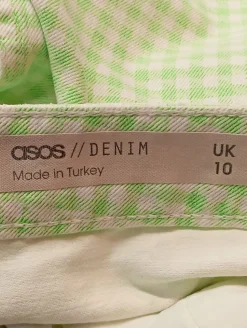 asos // DENIM
Made in Turkey
UK
10